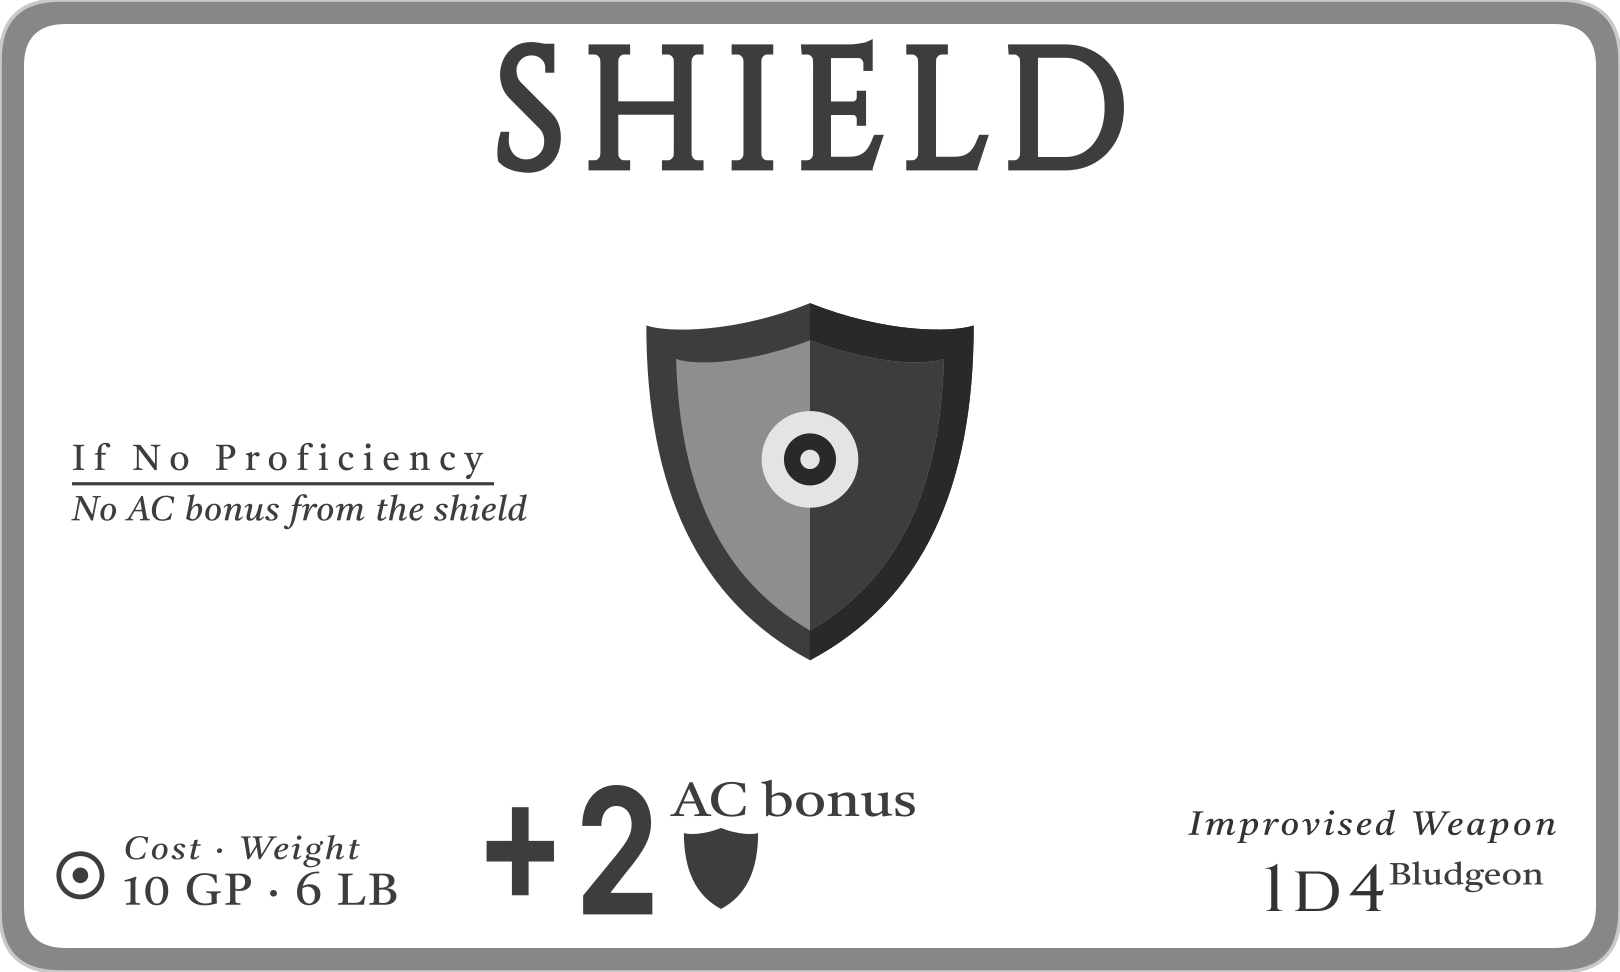 SHIELD
If No Proficiency
No AC bonus from the shield
Cost · Weight
10 GP · 6 LB
+2 AC bonus
Improvised Weapon
1D4 Bludgeon